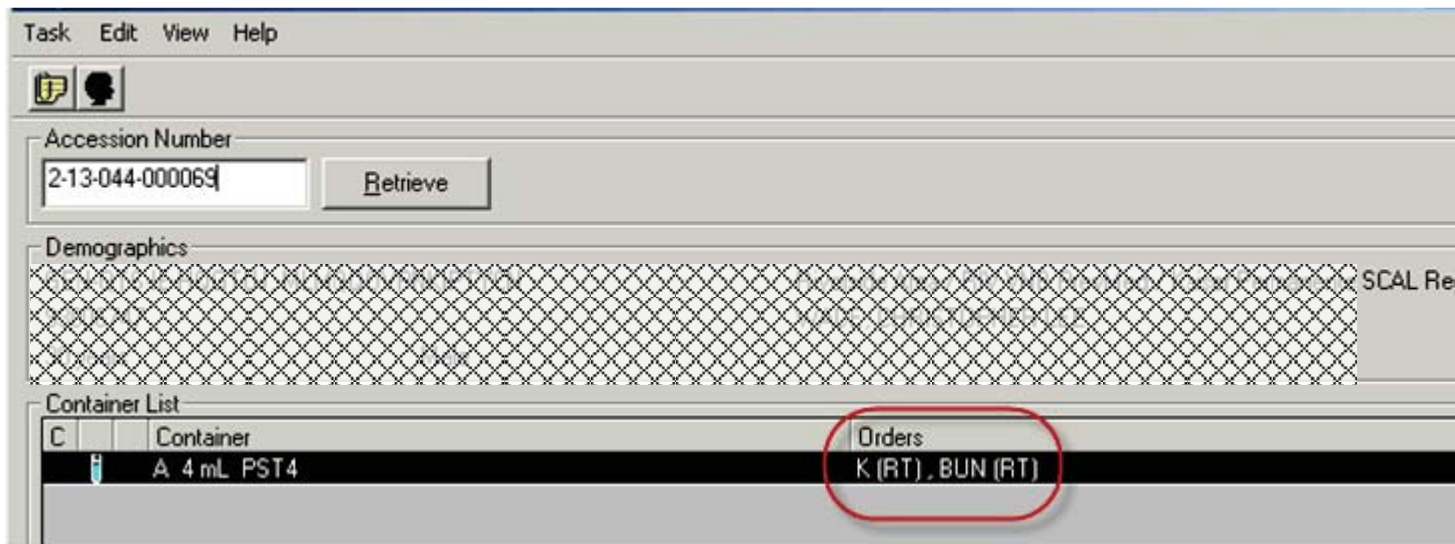 Task Edit View Help
Accession Number
2-13-044-000069
Retrieve
Demographics
SCAL Re
Container List
C Container Orders
A 4 mL PST4 K (RT) , BUN (RT)